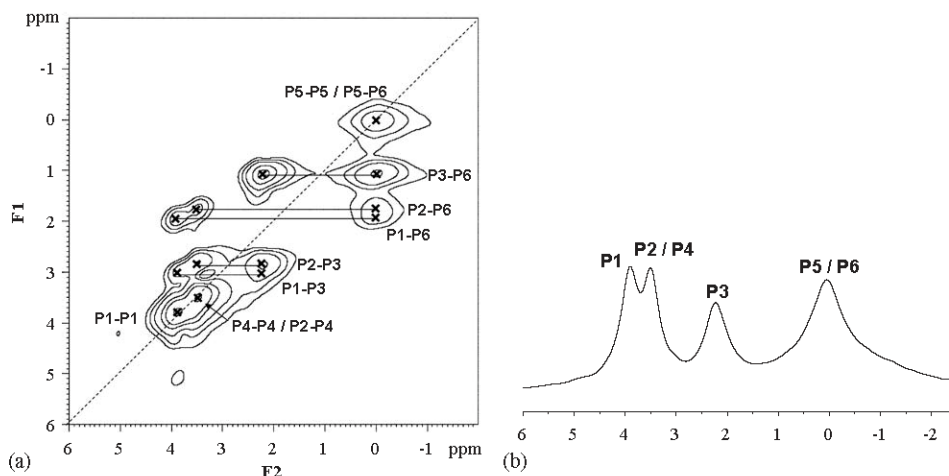 ppm
-1
0
1
2
3
4
5
6
F1
P5-P5 / P5-P6
P3-P6
P2-P6
P1-P6
P2-P3
P1-P3
P1-P1
P4-P4 / P2-P4
6 5 4 3 2 1 0 -1 ppm
F2
(a)
P1
P2 / P4
P3
P5 / P6
6 5 4 3 2 1 0 -1 -2
(b)